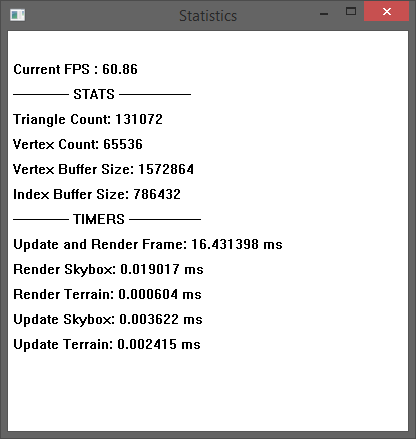 Statistics
Current FPS : 60.86
———— STATS —————
Triangle Count: 131072
Vertex Count: 65536
Vertex Buffer Size: 1572864
Index Buffer Size: 786432
———— TIMERS —————
Update and Render Frame: 16.431398 ms
Render Skybox: 0.019017 ms
Render Terrain: 0.000604 ms
Update Skybox: 0.003622 ms
Update Terrain: 0.002415 ms